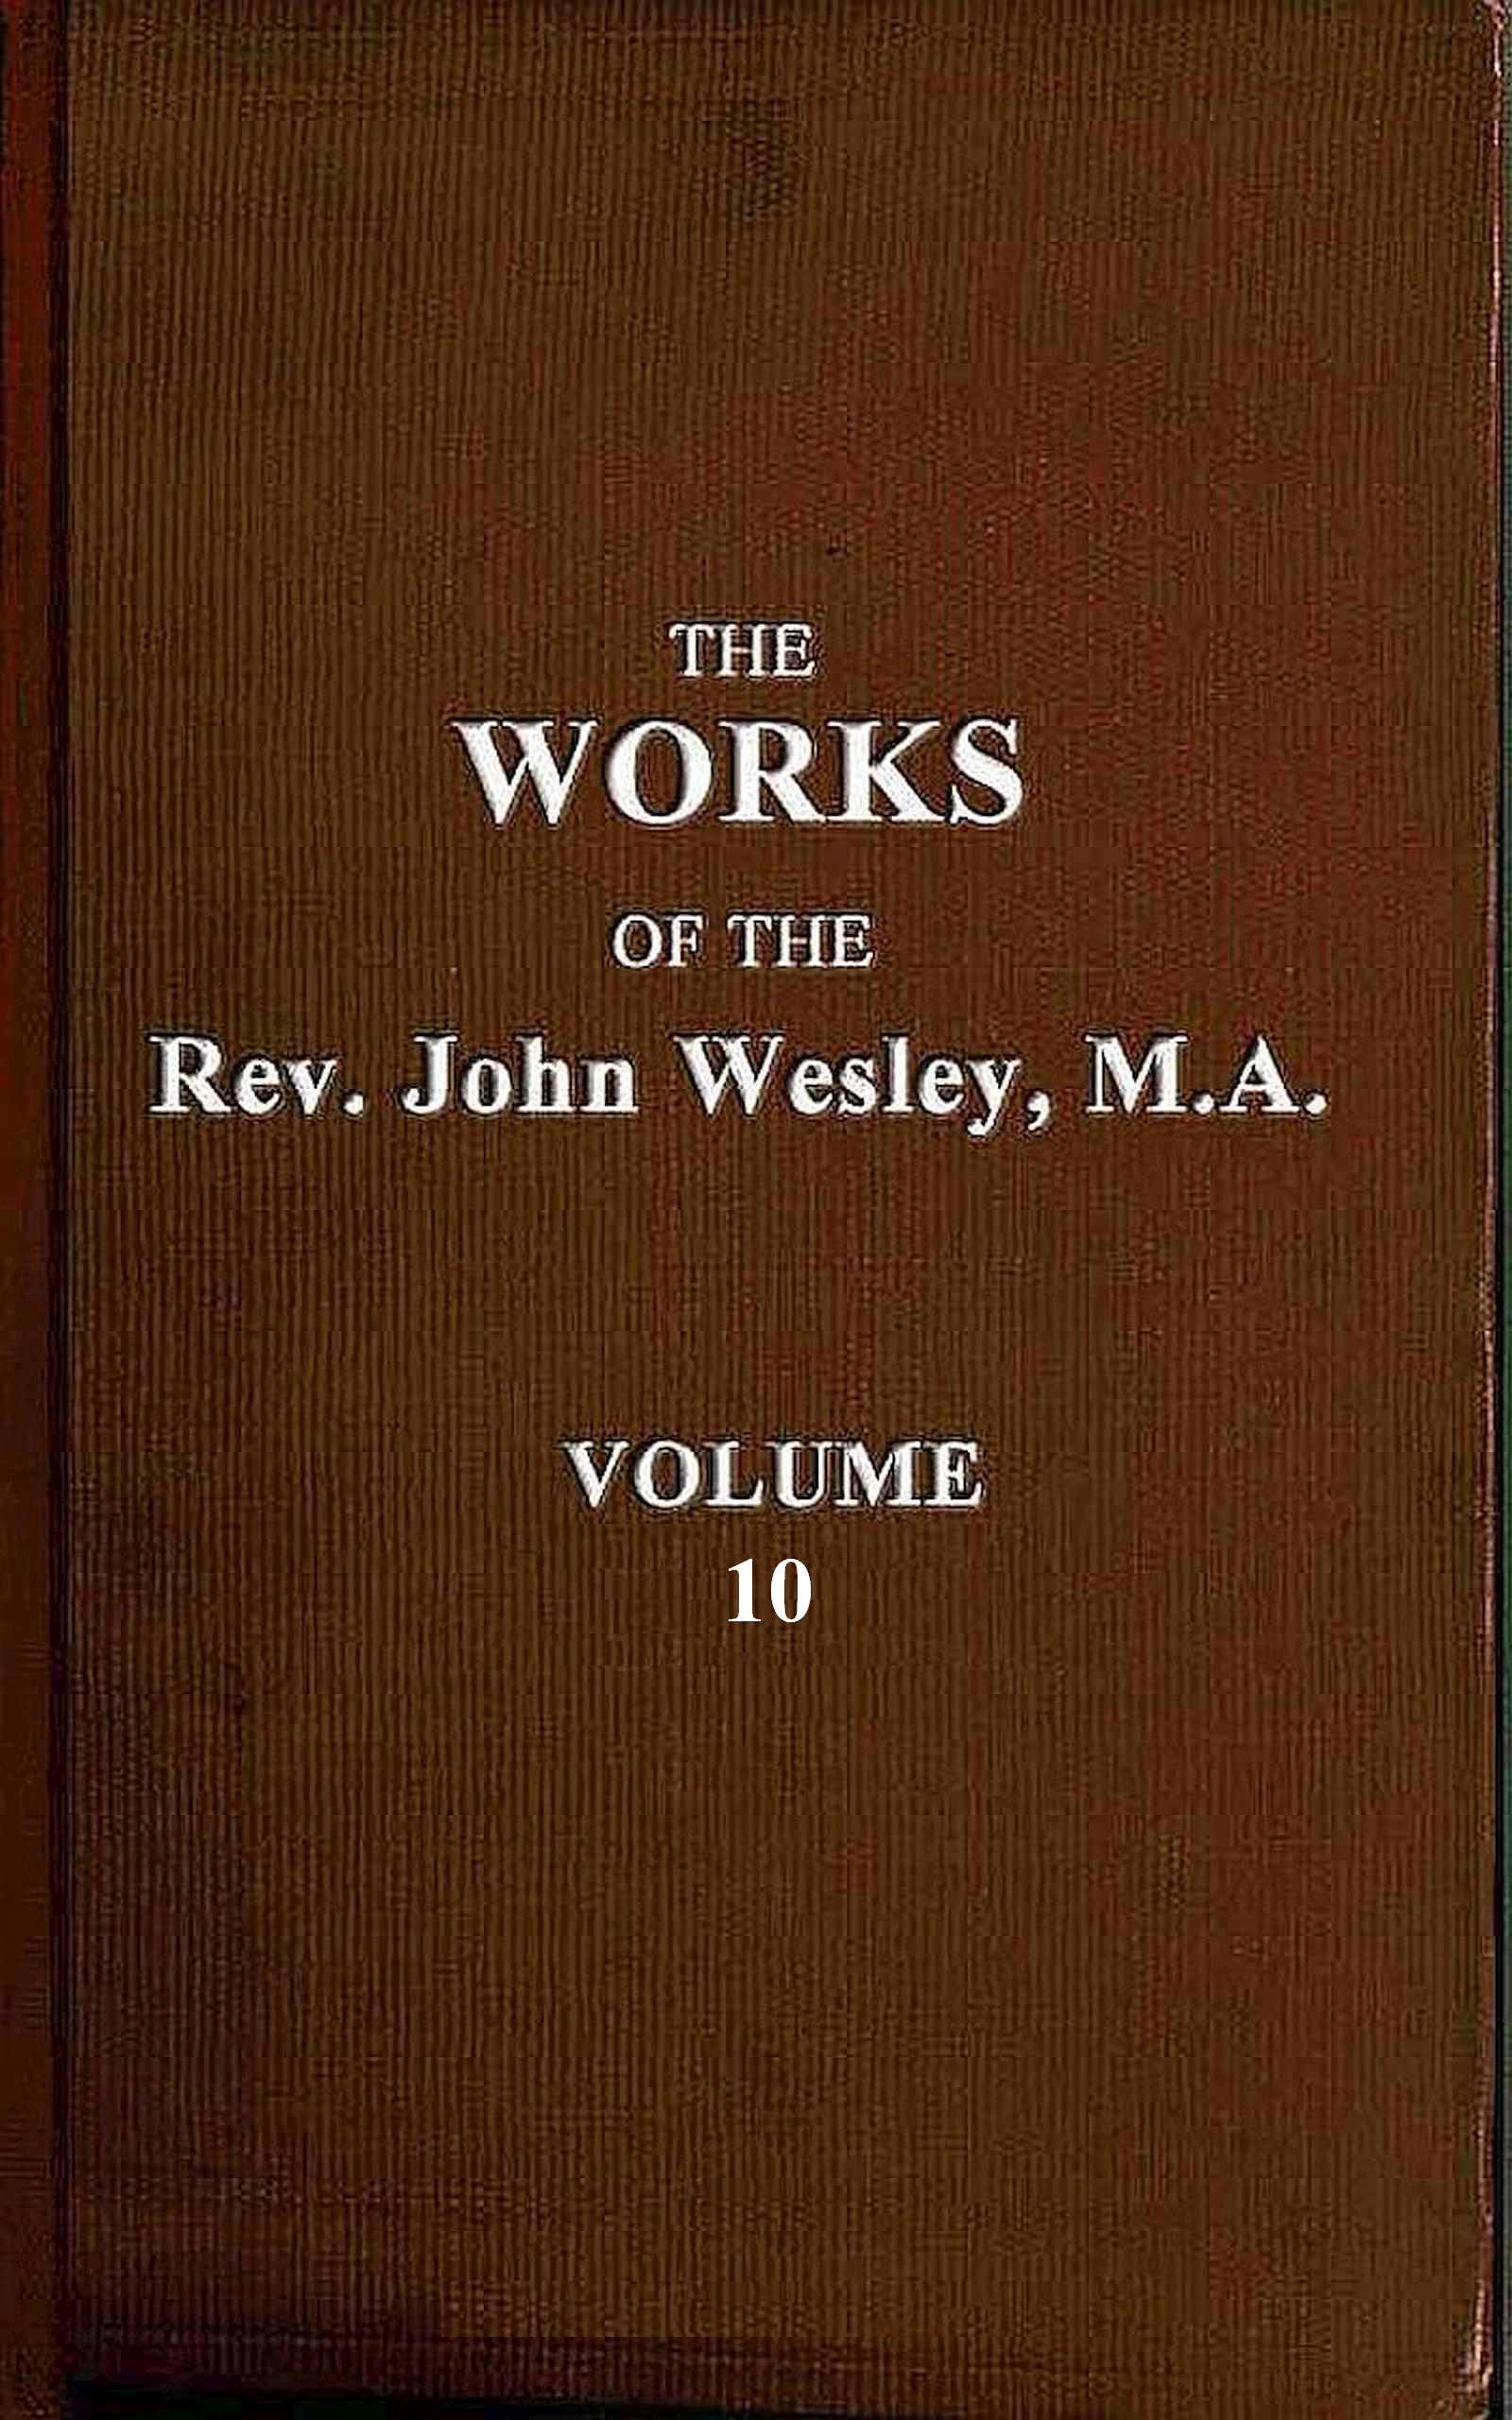 THE
WORKS
OF THE
Rev. John Wesley, M.A.
VOLUME
10